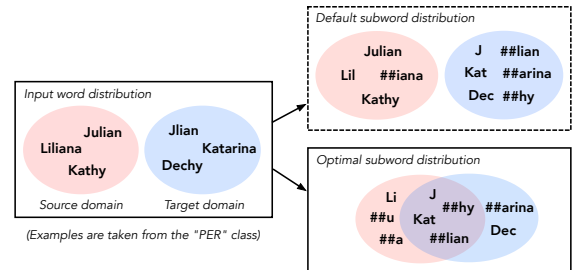 Default subword distribution
Julian
Lil ##iana
Kathy
J ##lian
Kat ##arina
Dec ##hy
Input word distribution
Julian
Liliana
Kathy
Jlian
Katarina
Dechy
Source domain
Target domain
(Examples are taken from the "PER" class)
Optimal subword distribution
Li
##u
##a
J
##hy
Kat
##lian
##arina
Dec